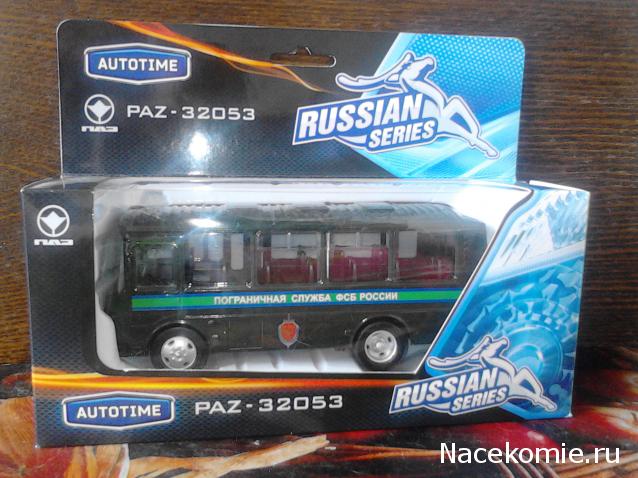 AUTOTIME
ПАЗ
PAZ-32053
RUSSIAN
SERIES
ПАЗ
ПОГРАНИЧНАЯ СЛУЖБА ФСБ РОССИИ
AUTOTIME
PAZ-32053
RUSSIAN
SERIES
Nacekomie.ru